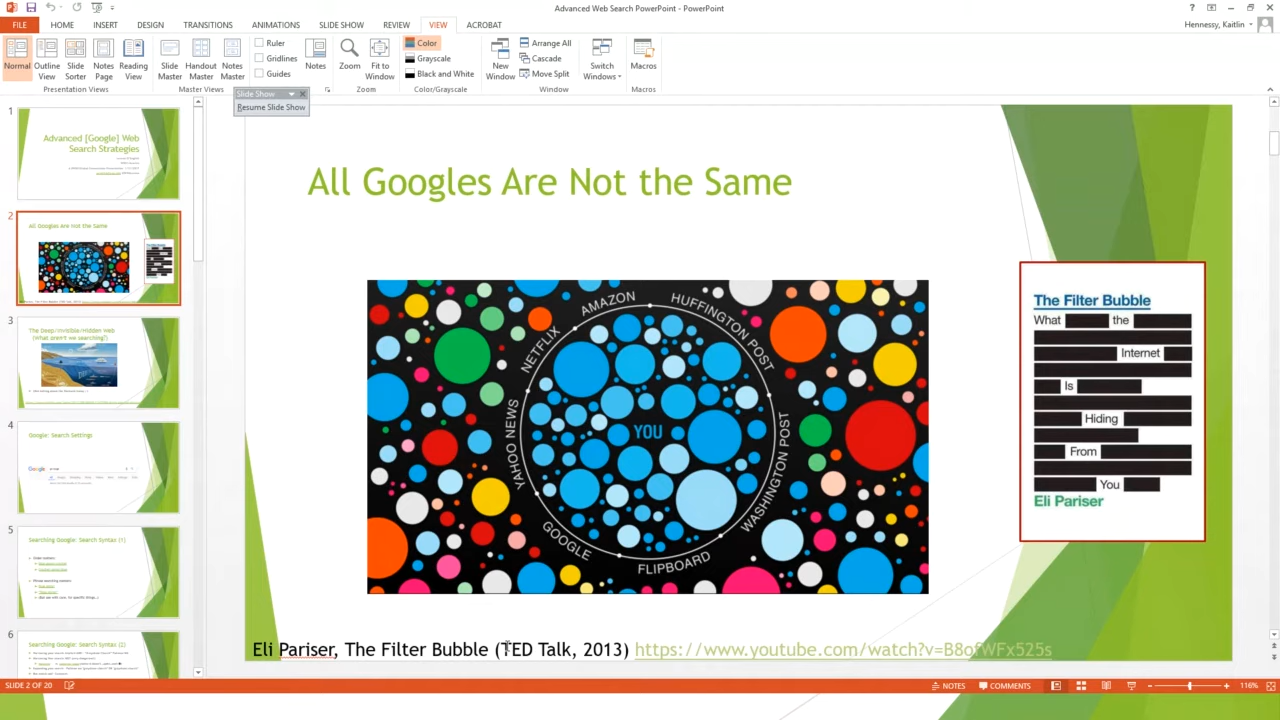 Advanced Web Search PowerPoint - PowerPoint
FILE HOME INSERT DESIGN TRANSITIONS ANIMATIONS SLIDE SHOW REVIEW VIEW ACROBAT
Hennessy, Kaitlin
Normal
Outline View
Slide Sorter
Notes Page
Reading View
Slide Master
Handout Master
Notes Master
Ruler
Gridlines
Guides
Notes
Zoom
Fit to Window
Color
Grayscale
Black and White
New Window
Arrange All
Cascade
Move Split
Switch Windows
Macros
Presentation Views
Master Views
Zoom
Color/Grayscale
Window
Macros
Slide Show
Resume Slide Show
1
Advanced [Google] Web
Search Strategies
2
All Googles Are Not the Same
3
The Deep/Invisible/Hidden Web
(What aren't we searching?)
4
Google: Search Settings
5
Searching Google: Search Syntax (1)
6
Searching Google: Search Syntax (2)
All Googles Are Not the Same
AMAZON
HUFFINGTON POST
NETFLIX
YAHOO NEWS
YOU
WASHINGTON POST
GOOGLE
FLIPBOARD
The Filter Bubble
What the
Internet
Is
Hiding
From
You
Eli Pariser
Eli Pariser, The Filter Bubble (TED Talk, 2013) https://www.youtube.com/watch?v=B8ofWFx525s
SLIDE 2 OF 20
NOTES
COMMENTS
116%